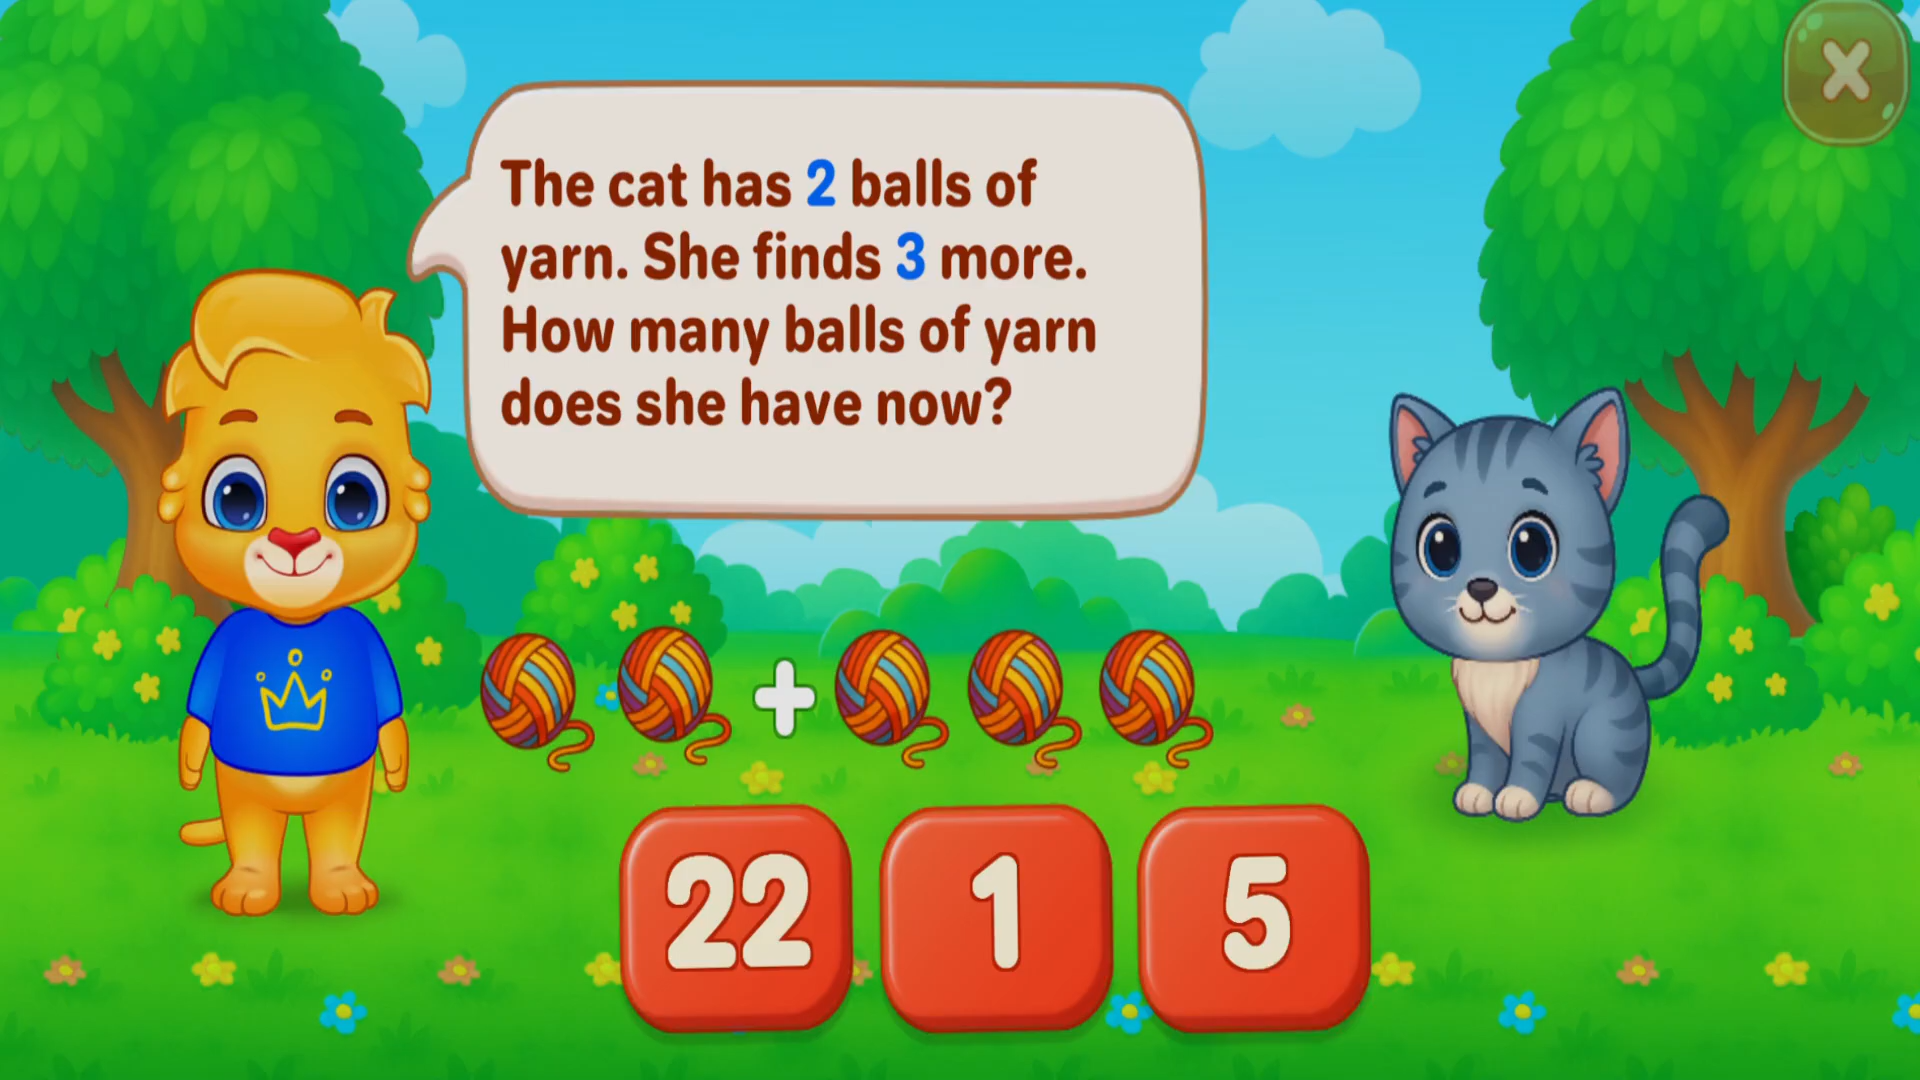 The cat has 2 balls of
yarn. She finds 3 more.
How many balls of yarn
does she have now?
+
22 1 5